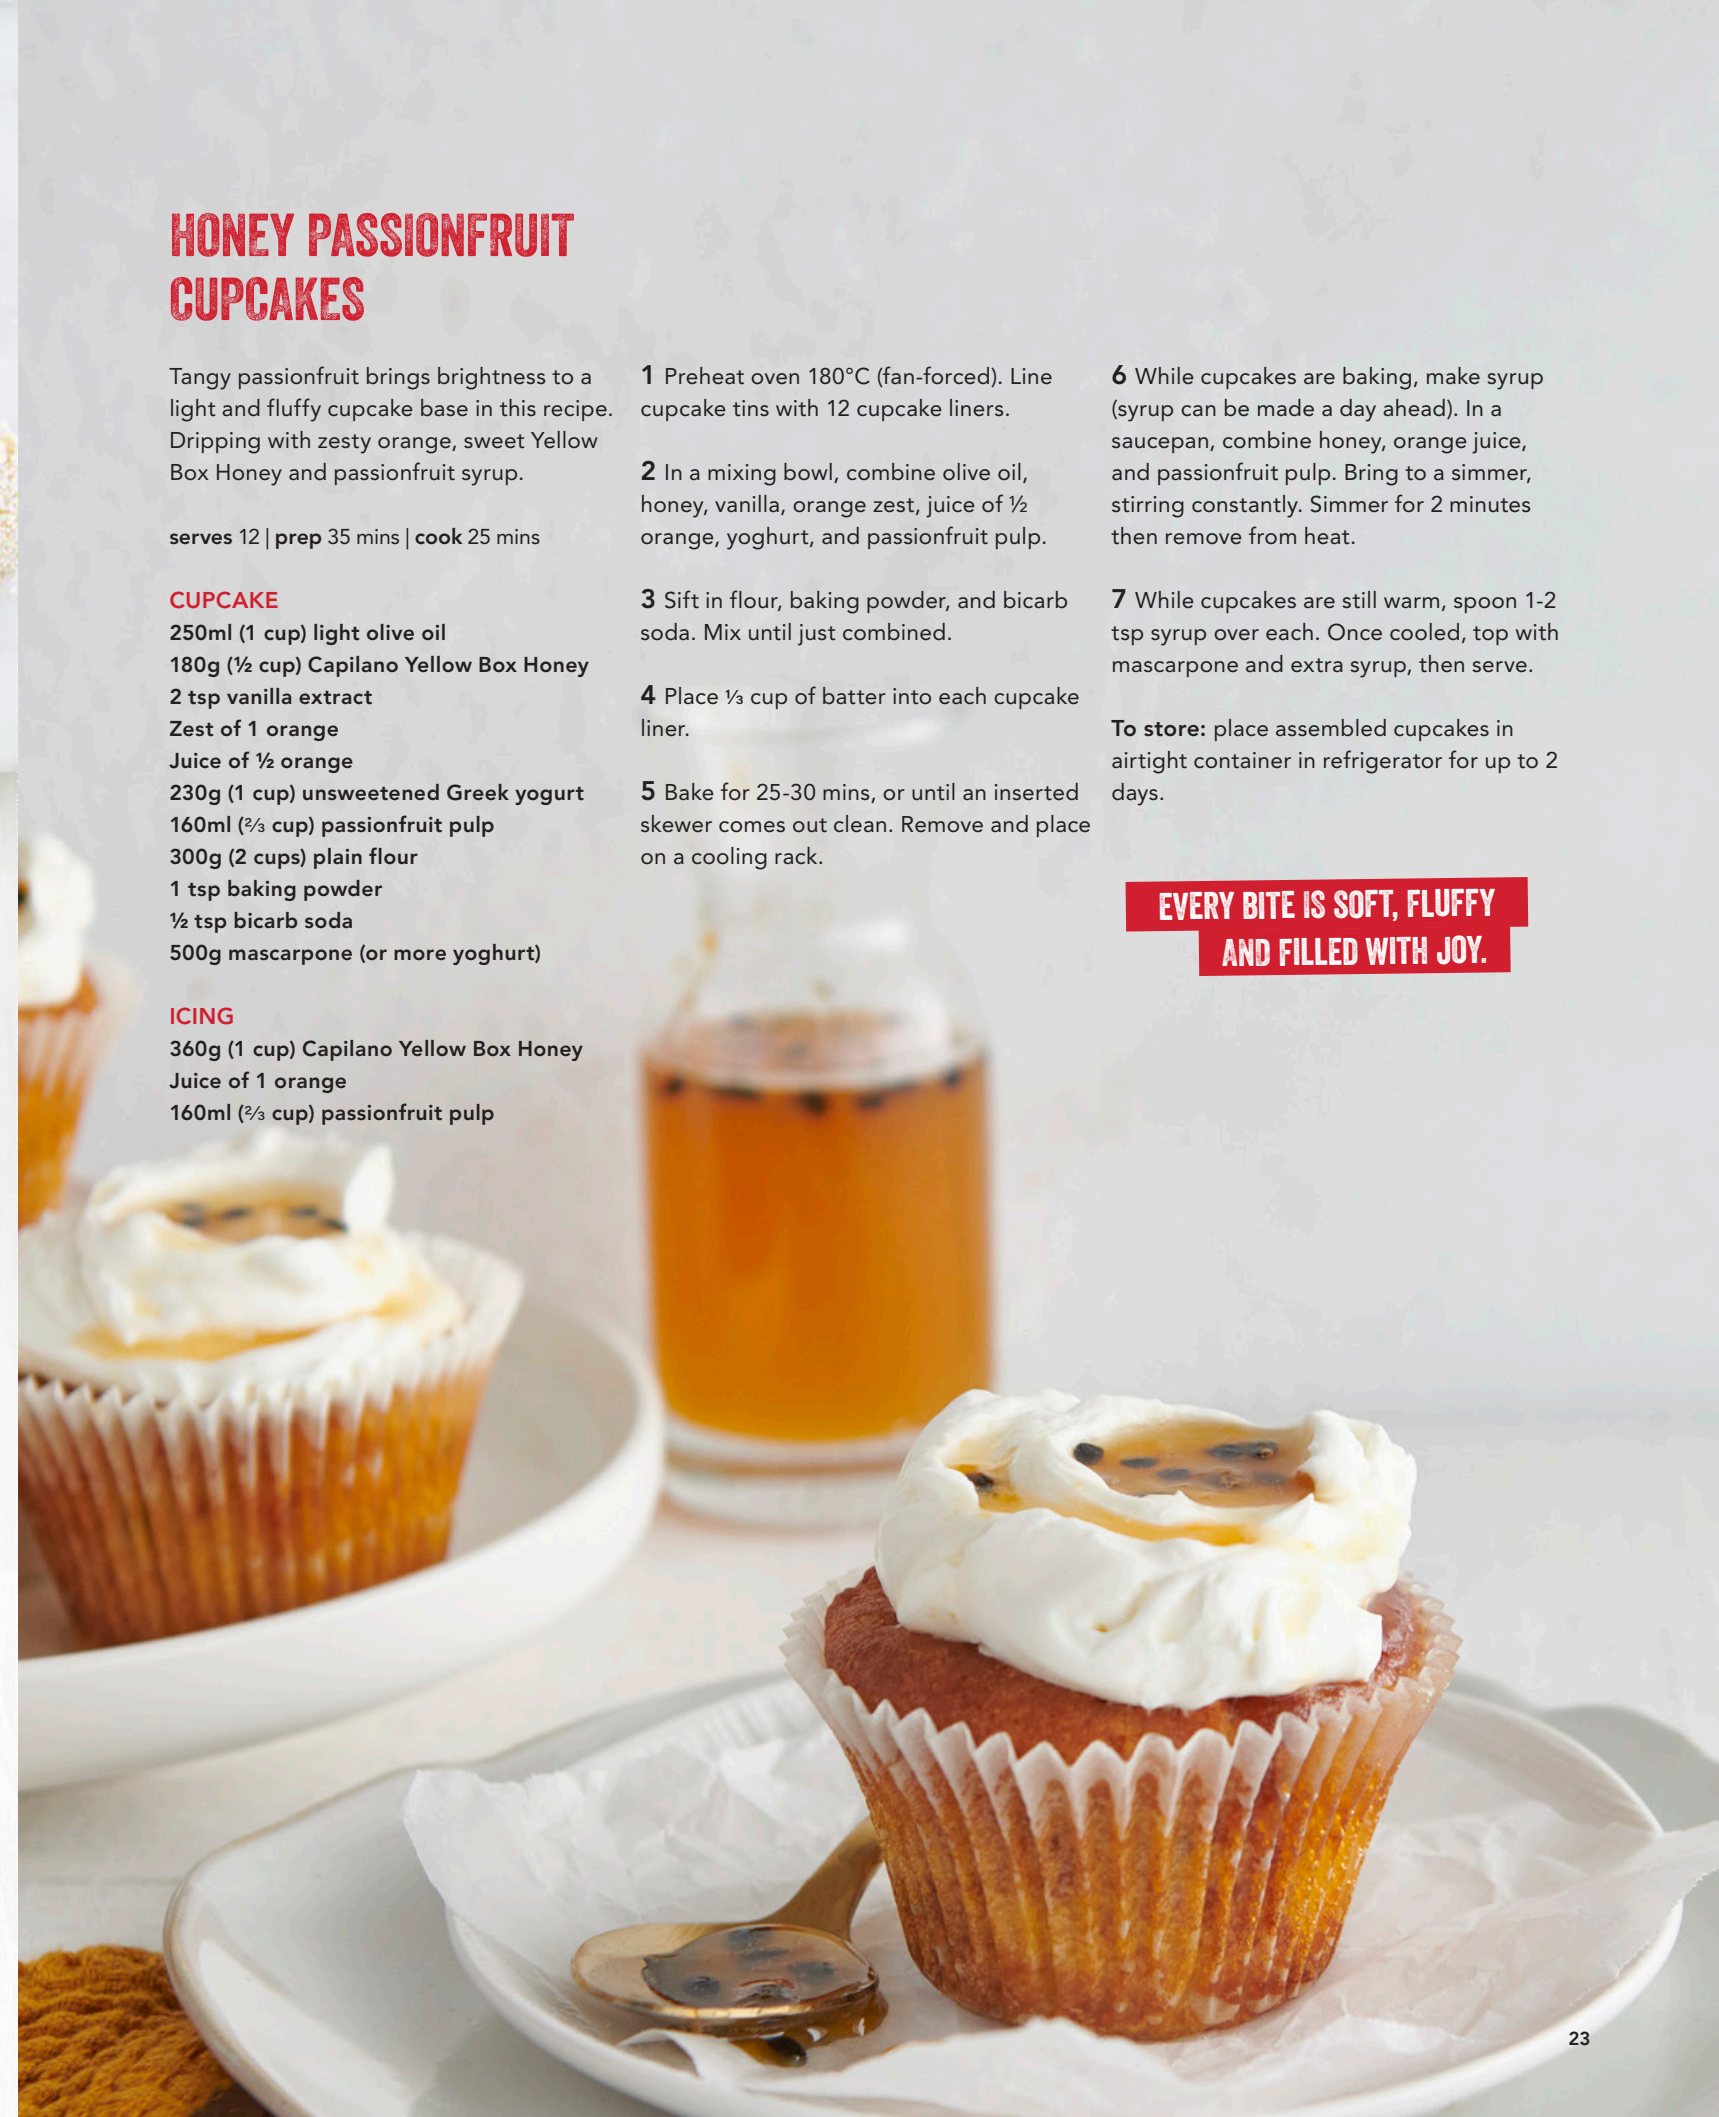 HONEY PASSIONFRUIT
CUPCAKES
Tangy passionfruit brings brightness to a
light and fluffy cupcake base in this recipe.
Dripping with zesty orange, sweet Yellow
Box Honey and passionfruit syrup.
serves 12 | prep 35 mins | cook 25 mins
CUPCAKE
250ml (1 cup) light olive oil
180g (½ cup) Capilano Yellow Box Honey
2 tsp vanilla extract
Zest of 1 orange
Juice of ½ orange
230g (1 cup) unsweetened Greek yogurt
160ml (⅔ cup) passionfruit pulp
300g (2 cups) plain flour
1 tsp baking powder
½ tsp bicarb soda
500g mascarpone (or more yoghurt)
ICING
360g (1 cup) Capilano Yellow Box Honey
Juice of 1 orange
160ml (⅔ cup) passionfruit pulp
1 Preheat oven 180°C (fan-forced). Line
cupcake tins with 12 cupcake liners.
2 In a mixing bowl, combine olive oil,
honey, vanilla, orange zest, juice of ½
orange, yoghurt, and passionfruit pulp.
3 Sift in flour, baking powder, and bicarb
soda. Mix until just combined.
4 Place ⅓ cup of batter into each cupcake
liner.
5 Bake for 25-30 mins, or until an inserted
skewer comes out clean. Remove and place
on a cooling rack.
6 While cupcakes are baking, make syrup
(syrup can be made a day ahead). In a
saucepan, combine honey, orange juice,
and passionfruit pulp. Bring to a simmer,
stirring constantly. Simmer for 2 minutes
then remove from heat.
7 While cupcakes are still warm, spoon 1-2
tsp syrup over each. Once cooled, top with
mascarpone and extra syrup, then serve.
To store: place assembled cupcakes in
airtight container in refrigerator for up to 2
days.
EVERY BITE IS SOFT, FLUFFY
AND FILLED WITH JOY.
23